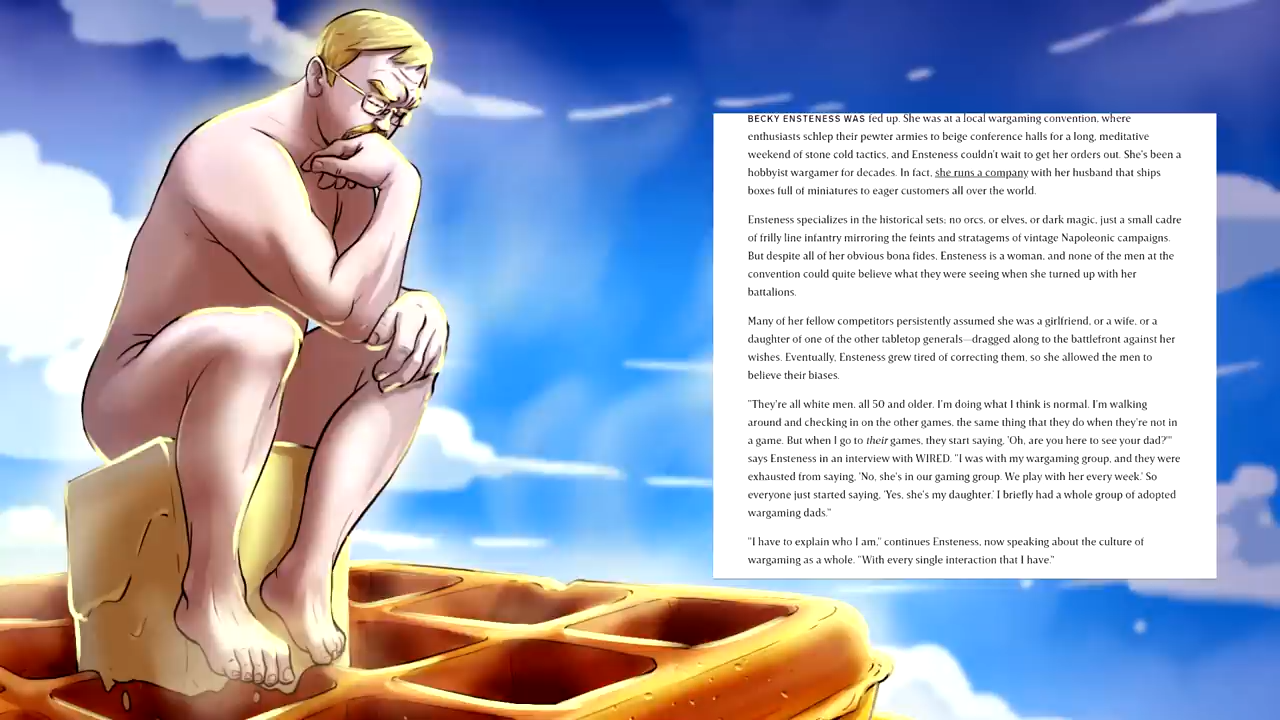 BECKY ENSTENESS WAS fed up. She was at a local wargaming convention, where
enthusiasts schlep their pewter armies to beige conference halls for a long, meditative
weekend of stone cold tactics, and Ensteness couldn't wait to get her orders out. She's been a
hobbyist wargamer for decades. In fact, she runs a company with her husband that ships
boxes full of miniatures to eager customers all over the world.
Ensteness specializes in the historical sets; no orcs, or elves, or dark magic, just a small cadre
of frilly line infantry mirroring the feints and stratagems of vintage Napoleonic campaigns.
But despite all of her obvious bona fides, Ensteness is a woman, and none of the men at the
convention could quite believe what they were seeing when she turned up with her
battalions.
Many of her fellow competitors persistently assumed she was a girlfriend, or a wife, or a
daughter of one of the other tabletop generals—dragged along to the battlefront against her
wishes. Eventually, Ensteness grew tired of correcting them, so she allowed the men to
believe their biases.
"They're all white men, all 50 and older. I'm doing what I think is normal. I'm walking
around and checking in on the other games, the same thing that they do when they're not in
a game. But when I go to their games, they start saying, 'Oh, are you here to see your dad?'"
says Ensteness in an interview with WIRED. "I was with my wargaming group, and they were
exhausted from saying, 'No, she's in our gaming group. We play with her every week.' So
everyone just started saying, 'Yes, she's my daughter.' I briefly had a whole group of adopted
wargaming dads."
"I have to explain who I am," continues Ensteness, now speaking about the culture of
wargaming as a whole. "With every single interaction that I have."